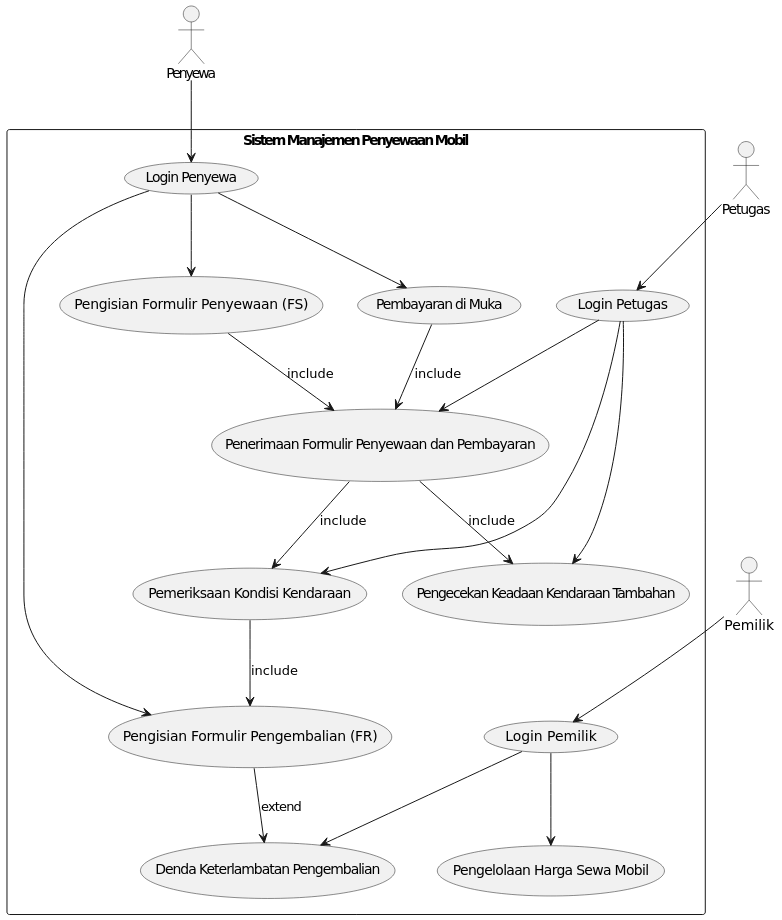 Penyewa
Sistem Manajemen Penyewaan Mobil
Login Penyewa
Petugas
Pengisian Formulir Penyewaan (FS)
Pembayaran di Muka
Login Petugas
include
include
Penerimaan Formulir Penyewaan dan Pembayaran
include
include
Pemeriksaan Kondisi Kendaraan
Pengecekan Keadaan Kendaraan Tambahan
Pemilik
include
Pengisian Formulir Pengembalian (FR)
Login Pemilik
extend
Denda Keterlambatan Pengembalian
Pengelolaan Harga Sewa Mobil